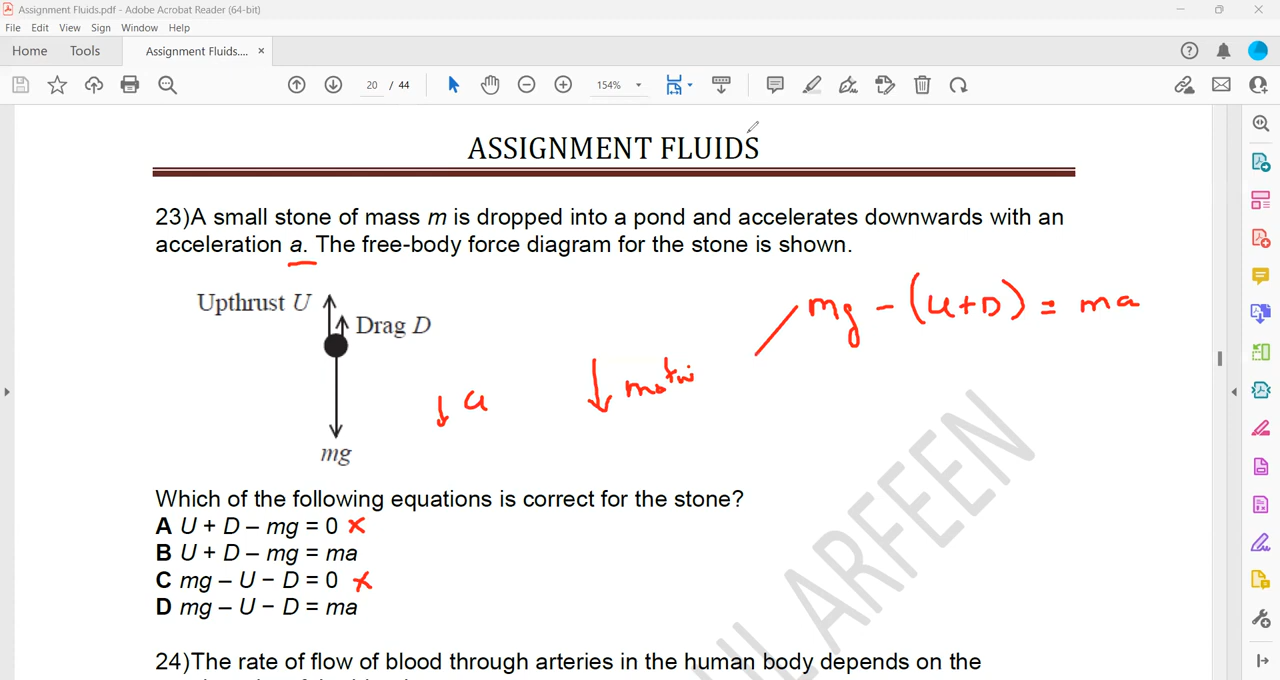 Assignment Fluids.pdf - Adobe Acrobat Reader (64-bit)
File Edit View Sign Window Help
Home Tools Assignment Fluids.... ×
20 / 44 154%
ASSIGNMENT FLUIDS
23)A small stone of mass m is dropped into a pond and accelerates downwards with an
acceleration a. The free-body force diagram for the stone is shown.
Upthrust U
Drag D
mg - (U+D) = ma
a
mg
Which of the following equations is correct for the stone?
A U + D – mg = 0 ×
B U + D – mg = ma
C mg – U − D = 0 ×
D mg – U − D = ma
UL ARFEEN
24)The rate of flow of blood through arteries in the human body depends on the